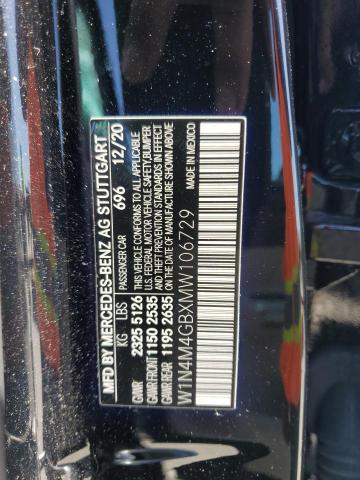 MFD BY MERCEDES-BENZ AG STUTTGART
PASSENGER CAR 696 12/20
KG LBS
GVWR 2325 5126
GAWR FRONT 1150 2535
GAWR REAR 1195 2635
THIS VEHICLE CONFORMS TO ALL APPLICABLE
U.S. FEDERAL MOTOR VEHICLE SAFETY, BUMPER
AND THEFT PREVENTION STANDARDS IN EFFECT
ON THE DATE OF MANUFACTURE SHOWN ABOVE
W1N4M4GBXMW106729
MADE IN MEXICO